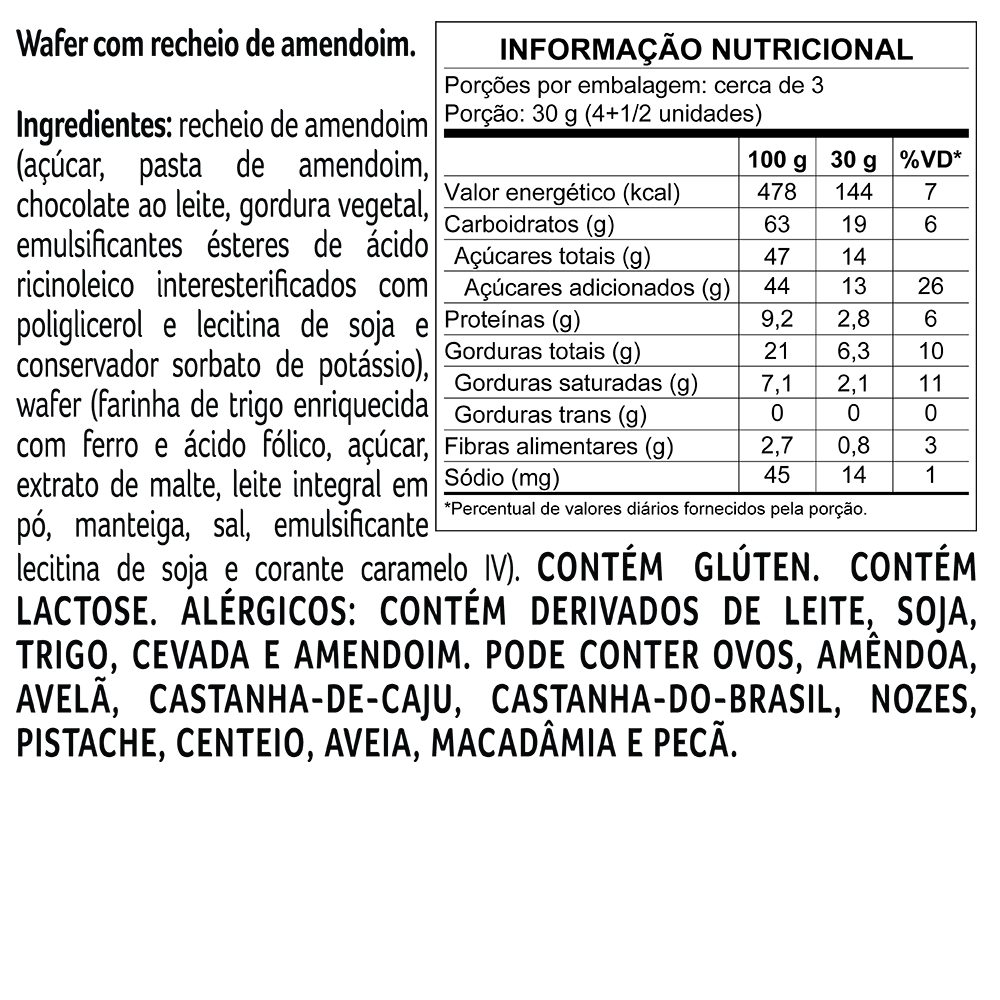 Wafer com recheio de amendoim.
Ingredientes: recheio de amendoim
(açúcar, pasta de amendoim,
chocolate ao leite, gordura vegetal,
emulsificantes ésteres de ácido
ricinoleico interesterificados com
poliglicerol e lecitina de soja e
conservador sorbato de potássio),
wafer (farinha de trigo enriquecida
com ferro e ácido fólico, açúcar,
extrato de malte, leite integral em
pó, manteiga, sal, emulsificante
lecitina de soja e corante caramelo IV). CONTÉM GLÚTEN. CONTÉM
LACTOSE. ALÉRGICOS: CONTÉM DERIVADOS DE LEITE, SOJA,
TRIGO, CEVADA E AMENDOIM. PODE CONTER OVOS, AMÊNDOA,
AVELÃ, CASTANHA-DE-CAJU, CASTANHA-DO-BRASIL, NOZES,
PISTACHE, CENTEIO, AVEIA, MACADÂMIA E PECÃ.
INFORMAÇÃO NUTRICIONAL
Porções por embalagem: cerca de 3
Porção: 30 g (4+1/2 unidades)
100 g 30 g %VD*
Valor energético (kcal) 478 144 7
Carboidratos (g) 63 19 6
Açúcares totais (g) 47 14
Açúcares adicionados (g) 44 13 26
Proteínas (g) 9,2 2,8 6
Gorduras totais (g) 21 6,3 10
Gorduras saturadas (g) 7,1 2,1 11
Gorduras trans (g) 0 0 0
Fibras alimentares (g) 2,7 0,8 3
Sódio (mg) 45 14 1
*Percentual de valores diários fornecidos pela porção.